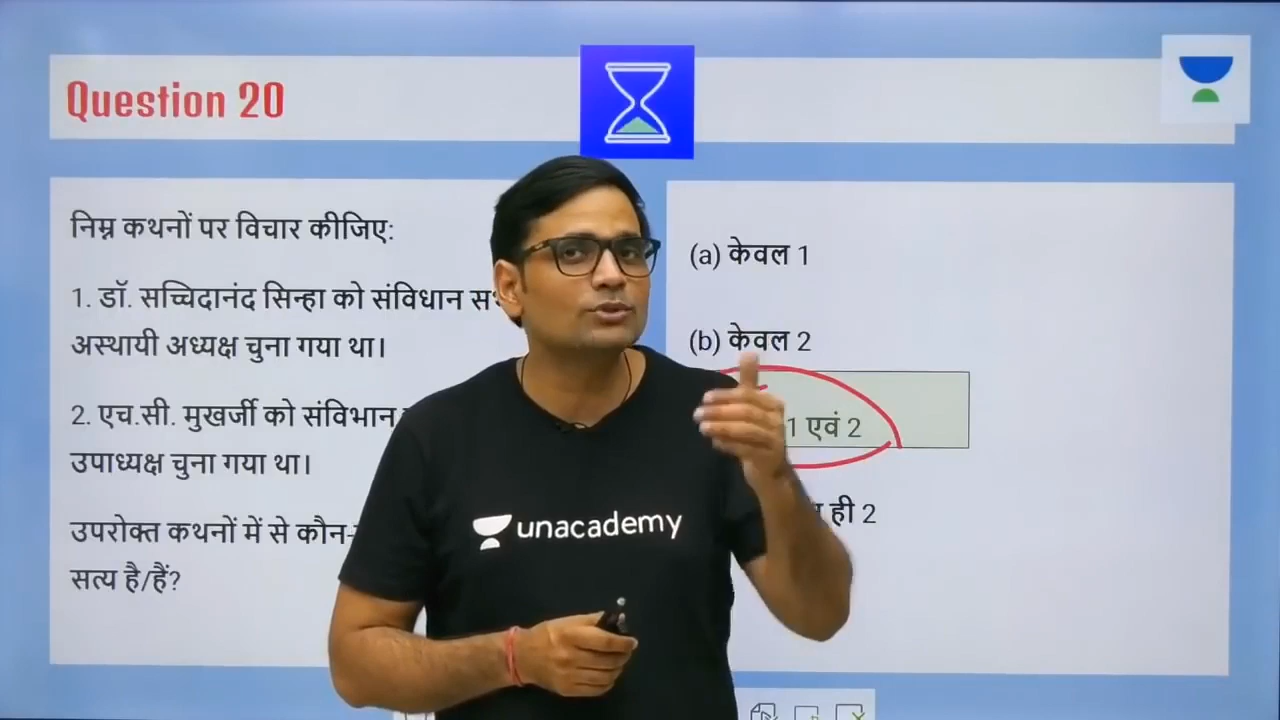 Question 20
निम्न कथनों पर विचार कीजिए:
1. डॉ. सच्चिदानंद सिन्हा को संविधान
अस्थायी अध्यक्ष चुना गया था।
2. एच.सी. मुखर्जी को संविभान
उपाध्यक्ष चुना गया था।
उपरोक्त कथनों में से कौन-
सत्य है/हैं?
(a) केवल 1
(b) केवल 2
1 एवं 2
ही 2
unacademy